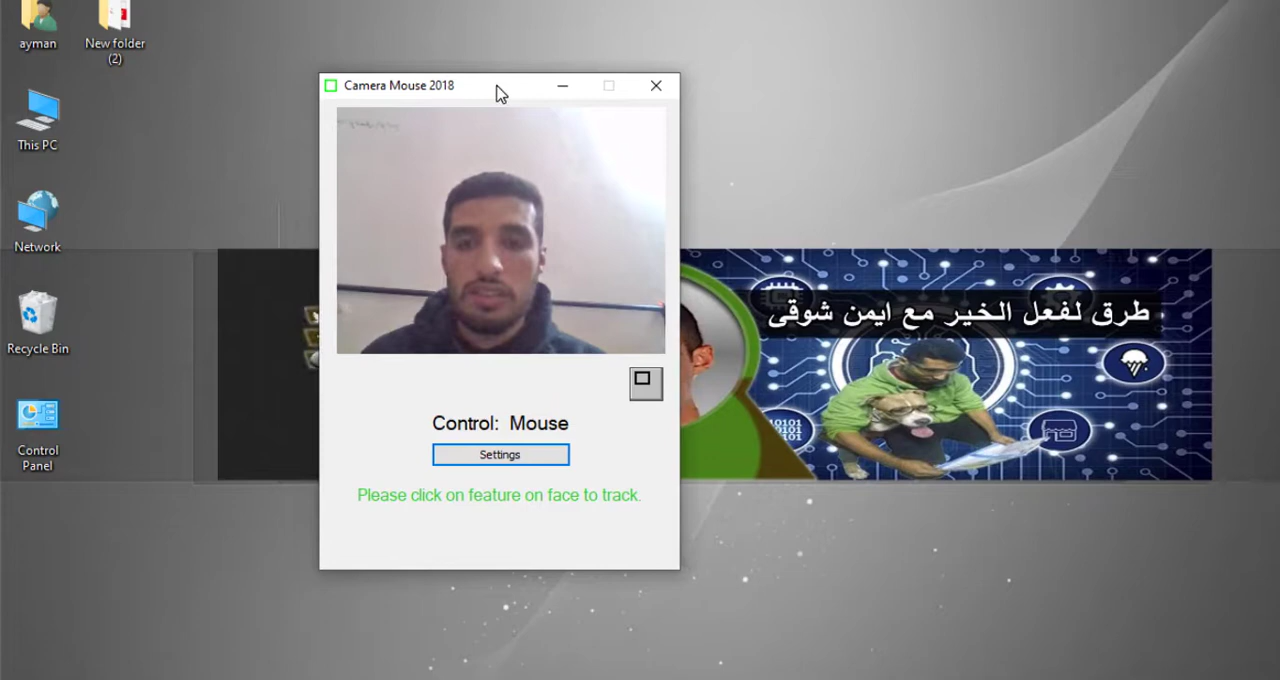 ayman
New folder
(2)
Camera Mouse 2018
This PC
Network
طرق لفعل الخير مع ايمن شوقى
Recycle Bin
Control
Panel
Control: Mouse
Settings
Please click on feature on face to track.